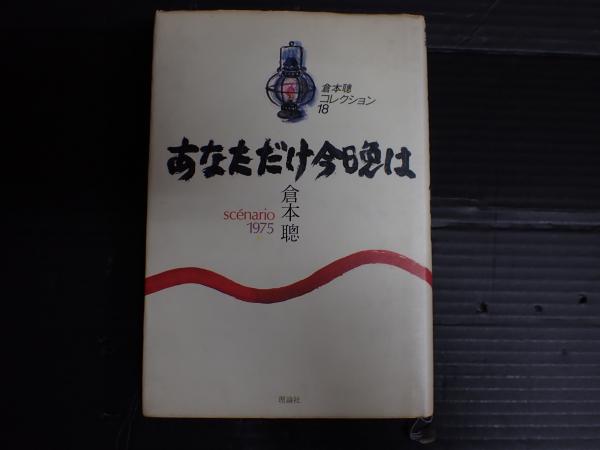 倉本聰
コレクション
18
あなただけ今晩は
倉本聰
scénario
1975
理論社